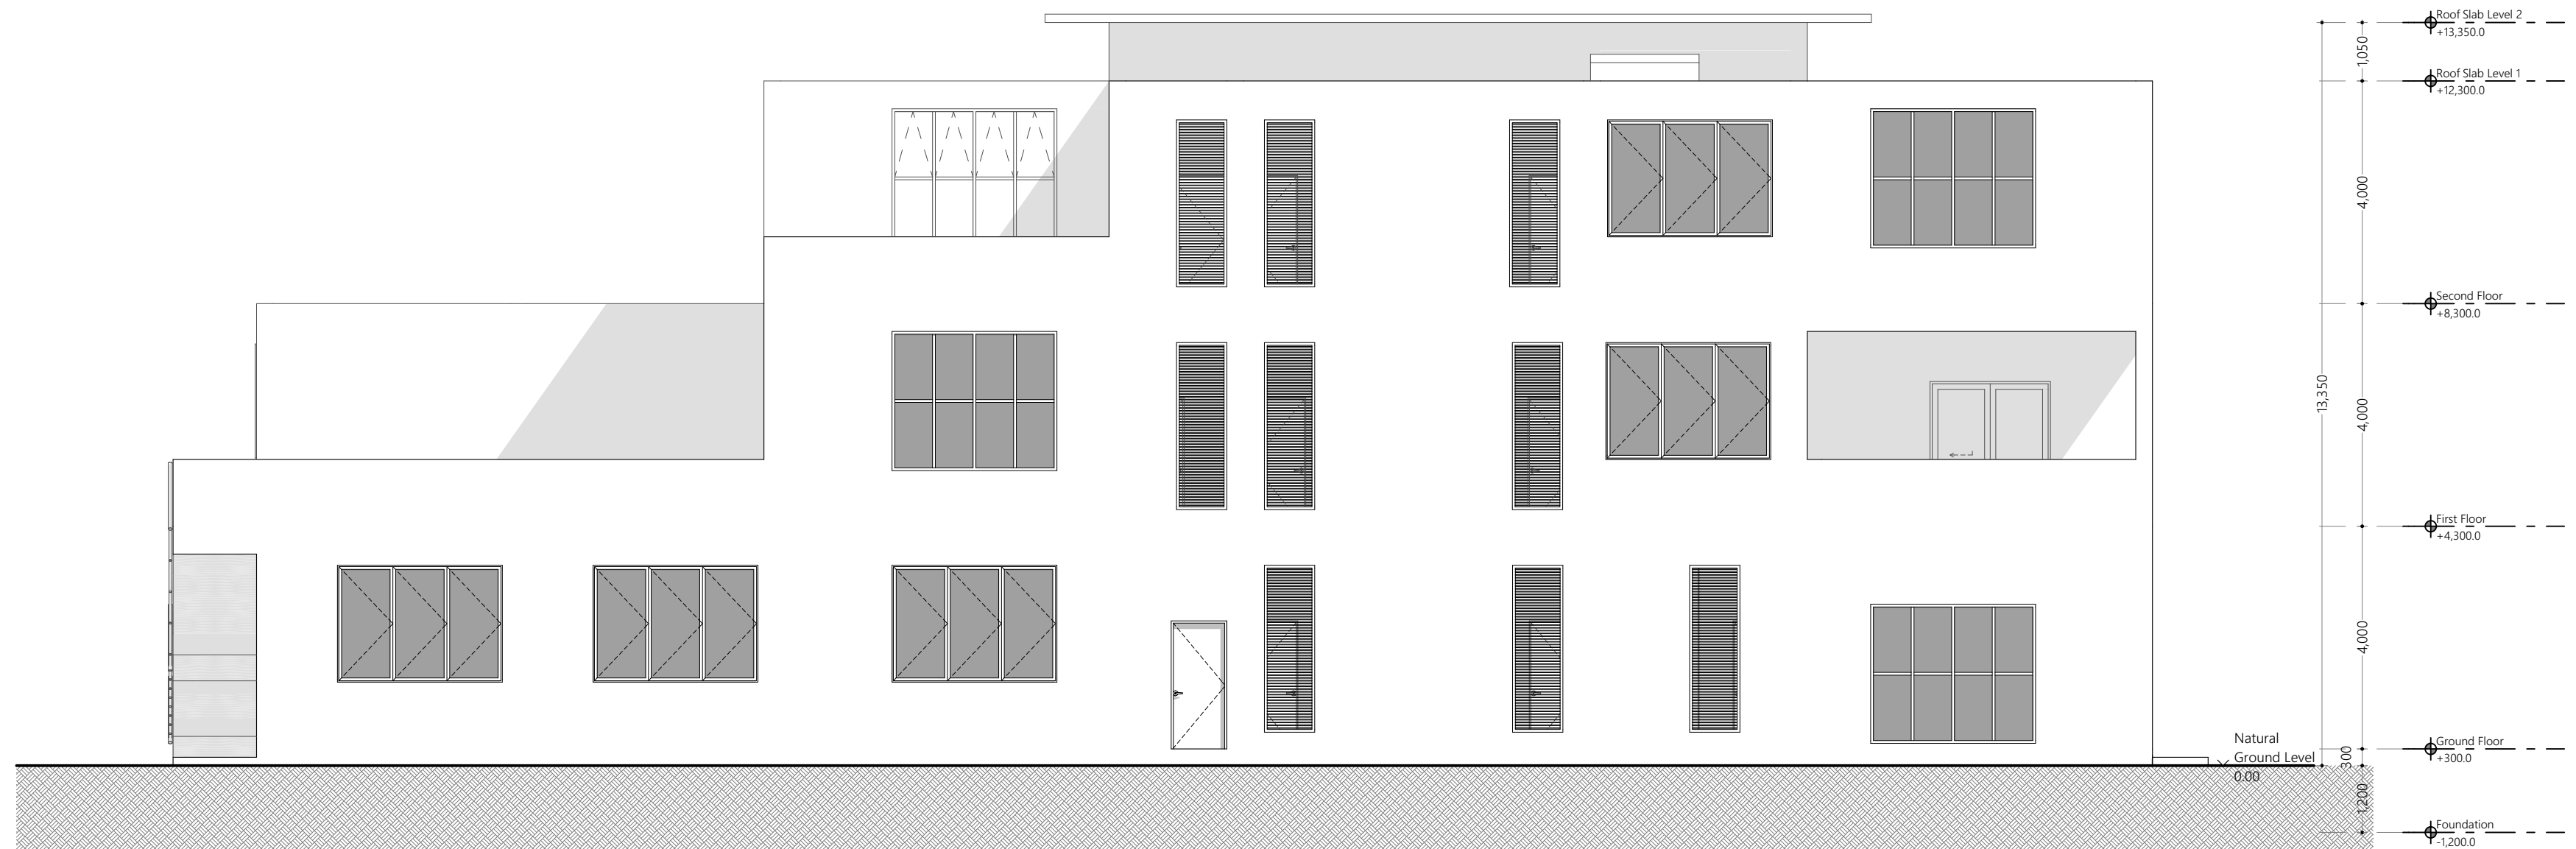 Roof Slab Level 2
+13,350.0
1,050
Roof Slab Level 1
+12,300.0
4,000
Second Floor
+8,300.0
13,350
4,000
First Floor
+4,300.0
4,000
Natural
Ground Level
0.00
300
Ground Floor
+300.0
1,200
Foundation
-1,200.0